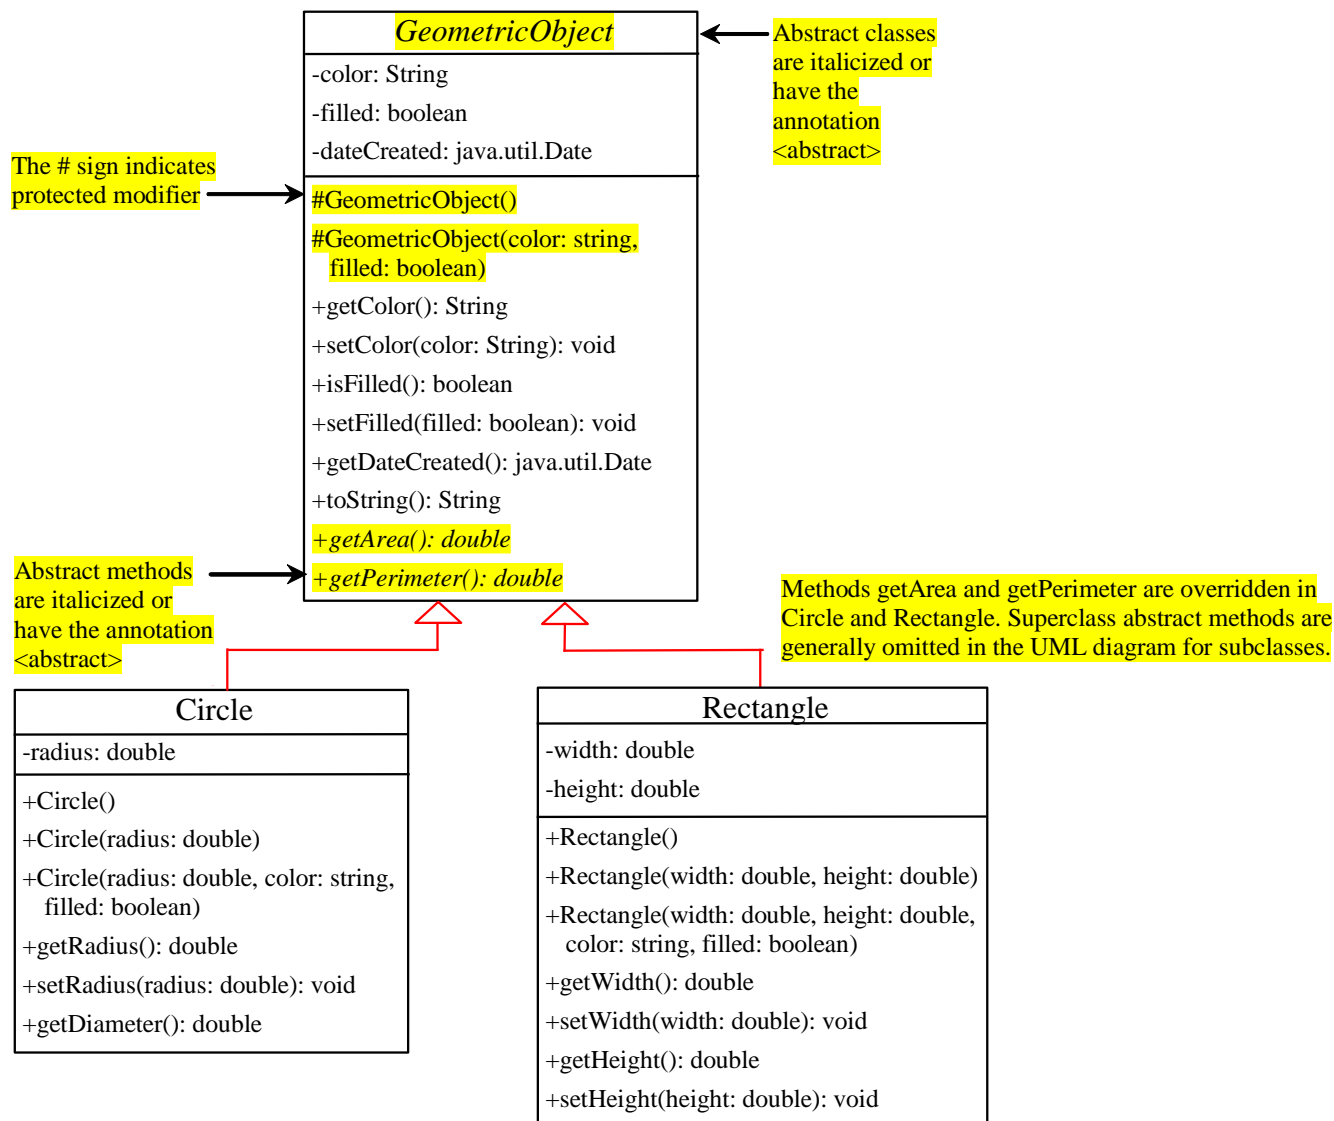 GeometricObject
-color: String
-filled: boolean
-dateCreated: java.util.Date
#GeometricObject()
#GeometricObject(color: string,
filled: boolean)
+getColor(): String
+setColor(color: String): void
+isFilled(): boolean
+setFilled(filled: boolean): void
+getDateCreated(): java.util.Date
+toString(): String
+getArea(): double
+getPerimeter(): double
Abstract classes
are italicized or
have the
annotation
<abstract>
The # sign indicates
protected modifier
Abstract methods
are italicized or
have the annotation
<abstract>
Methods getArea and getPerimeter are overridden in
Circle and Rectangle. Superclass abstract methods are
generally omitted in the UML diagram for subclasses.
Circle
-radius: double
+Circle()
+Circle(radius: double)
+Circle(radius: double, color: string,
filled: boolean)
+getRadius(): double
+setRadius(radius: double): void
+getDiameter(): double
Rectangle
-width: double
-height: double
+Rectangle()
+Rectangle(width: double, height: double)
+Rectangle(width: double, height: double,
color: string, filled: boolean)
+getWidth(): double
+setWidth(width: double): void
+getHeight(): double
+setHeight(height: double): void